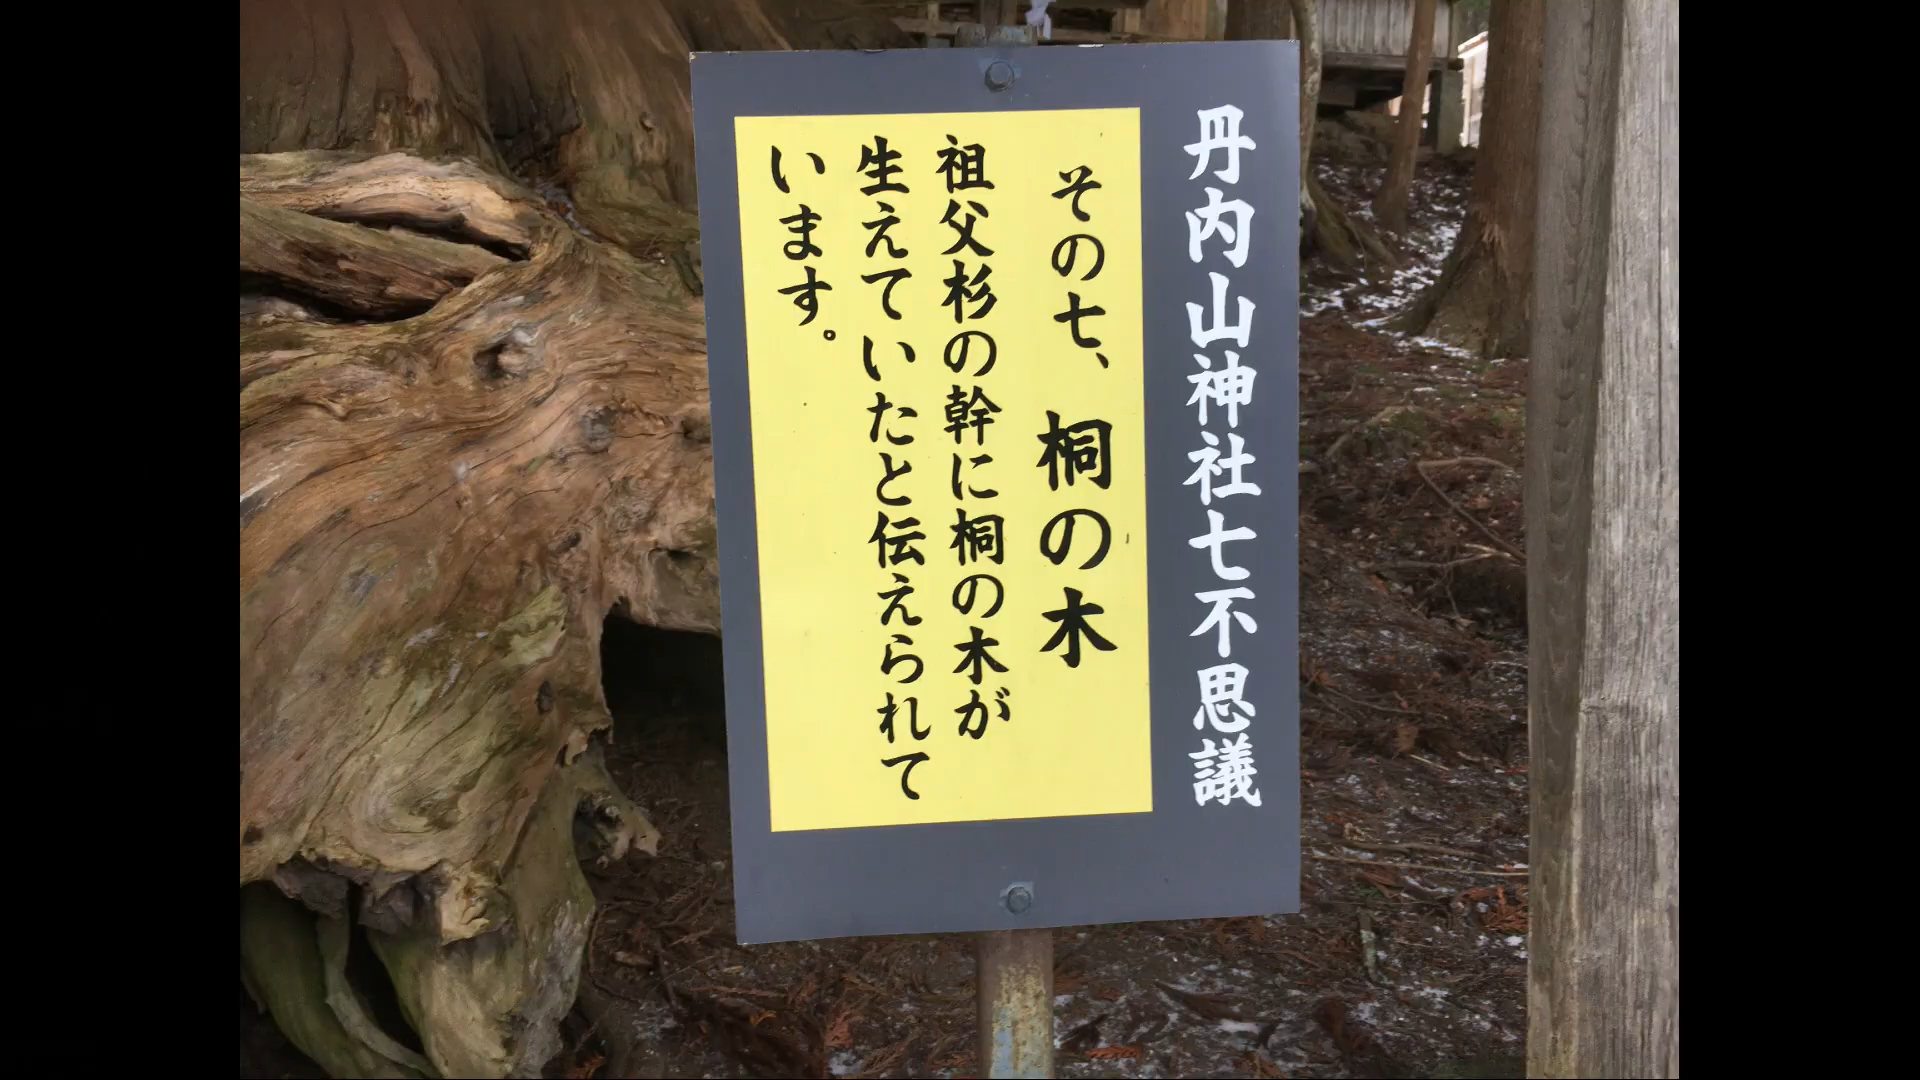 丹内山神社七不思議
その七、桐の木
祖父杉の幹に桐の木が
生えていたと伝えられて
います。